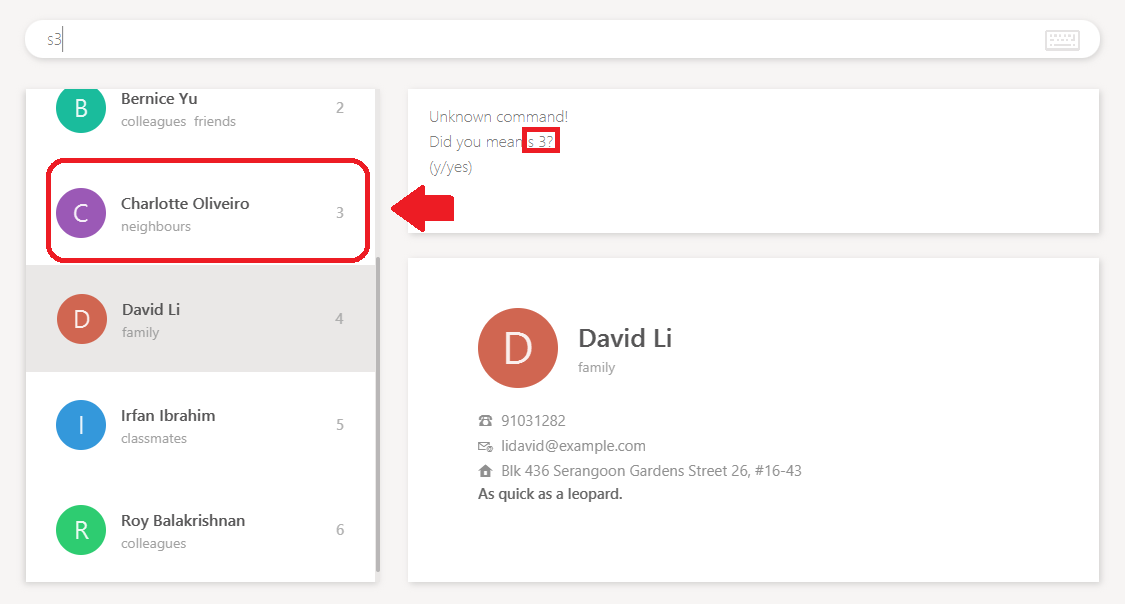 s3
B
Bernice Yu
2
colleagues friends
C
Charlotte Oliveiro
3
neighbours
D
David Li
4
family
I
Irfan Ibrahim
5
classmates
R
Roy Balakrishnan
6
colleagues
Unknown command!
Did you mean s 3?
(y/yes)
D
David Li
family
91031282
lidavid@example.com
Blk 436 Serangoon Gardens Street 26, #16-43
As quick as a leopard.